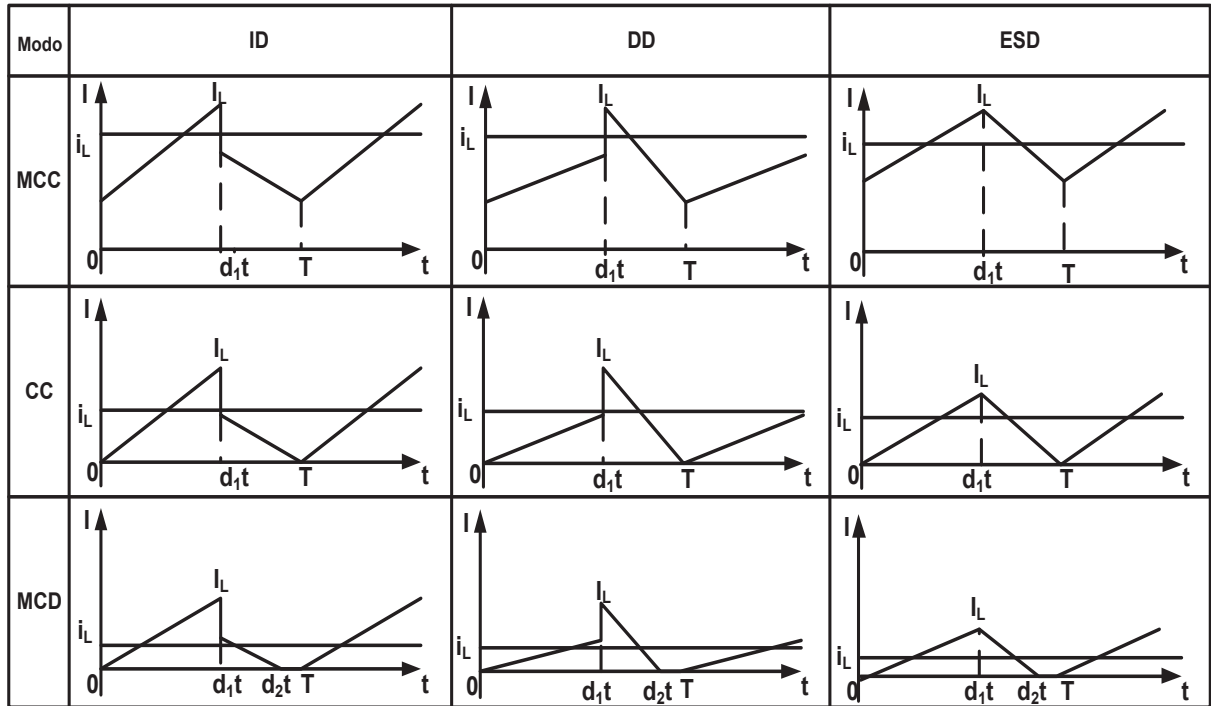 Modo ID DD ESD
MCC
I I_L i_L 0 d₁t T t
I I_L i_L 0 d₁t T t
I I_L i_L 0 d₁t T t
CC
I I_L i_L 0 d₁t T t
I I_L i_L 0 d₁t T t
I I_L i_L 0 d₁t T t
MCD
I I_L i_L 0 d₁t d₂t T t
I I_L i_L 0 d₁t d₂t T t
I I_L i_L 0 d₁t d₂t T t